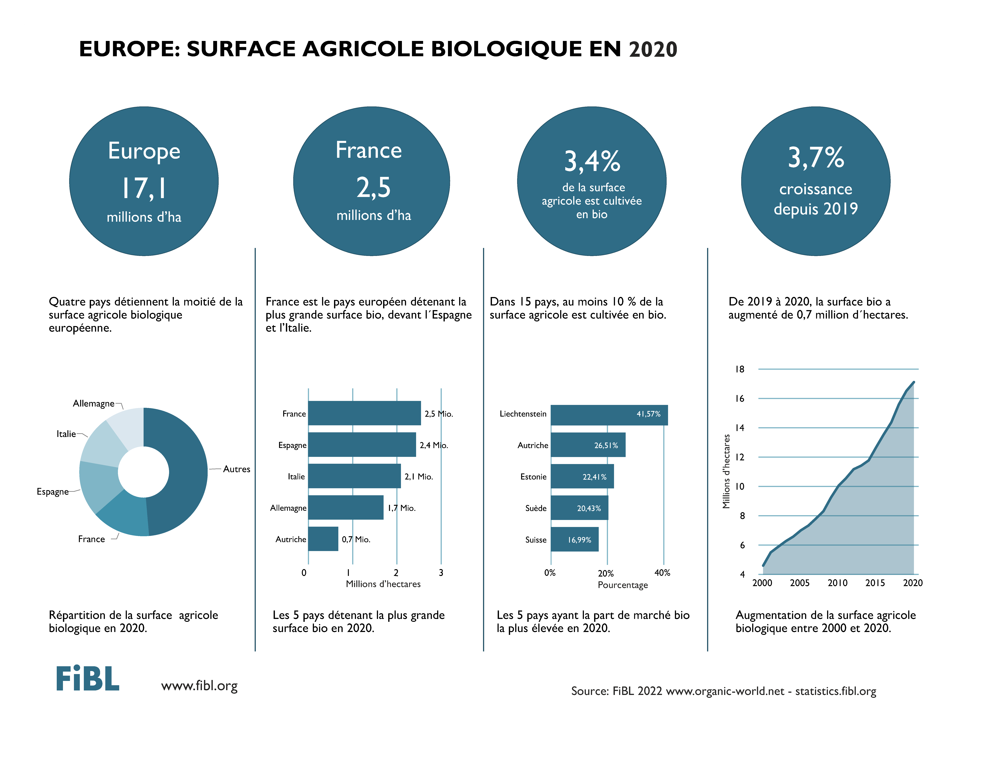 EUROPE: SURFACE AGRICOLE BIOLOGIQUE EN 2020
Europe
17,1
millions d’ha
France
2,5
millions d’ha
3,4%
de la surface
agricole est cultivée
en bio
3,7%
croissance
depuis 2019
Quatre pays détiennent la moitié de la
surface agricole biologique
européenne.
France est le pays européen détenant la
plus grande surface bio, devant l´Espagne
et l’Italie.
Dans 15 pays, au moins 10 % de la
surface agricole est cultivée en bio.
De 2019 à 2020, la surface bio a
augmenté de 0,7 million d´hectares.
Allemagne
Italie
Espagne
France
Autres
Répartition de la surface  agricole
biologique en 2020.
France 2,5 Mio.
Espagne 2,4 Mio.
Italie 2,1 Mio.
Allemagne 1,7 Mio.
Autriche 0,7 Mio.
0 1 2 3
Millions d’hectares
Les 5 pays détenant la plus grande
surface bio en 2020.
Liechtenstein 41,57%
Autriche 26,51%
Estonie 22,41%
Suède 20,43%
Suisse 16,99%
0% 20% 40%
Pourcentage
Les 5 pays ayant la part de marché bio
la plus élevée en 2020.
Millions d’hectares
18
16
14
12
10
8
6
4
2000 2005 2010 2015 2020
Augmentation de la surface agricole
biologique entre 2000 et 2020.
FiBL
www.fibl.org
Source: FiBL 2022 www.organic-world.net - statistics.fibl.org